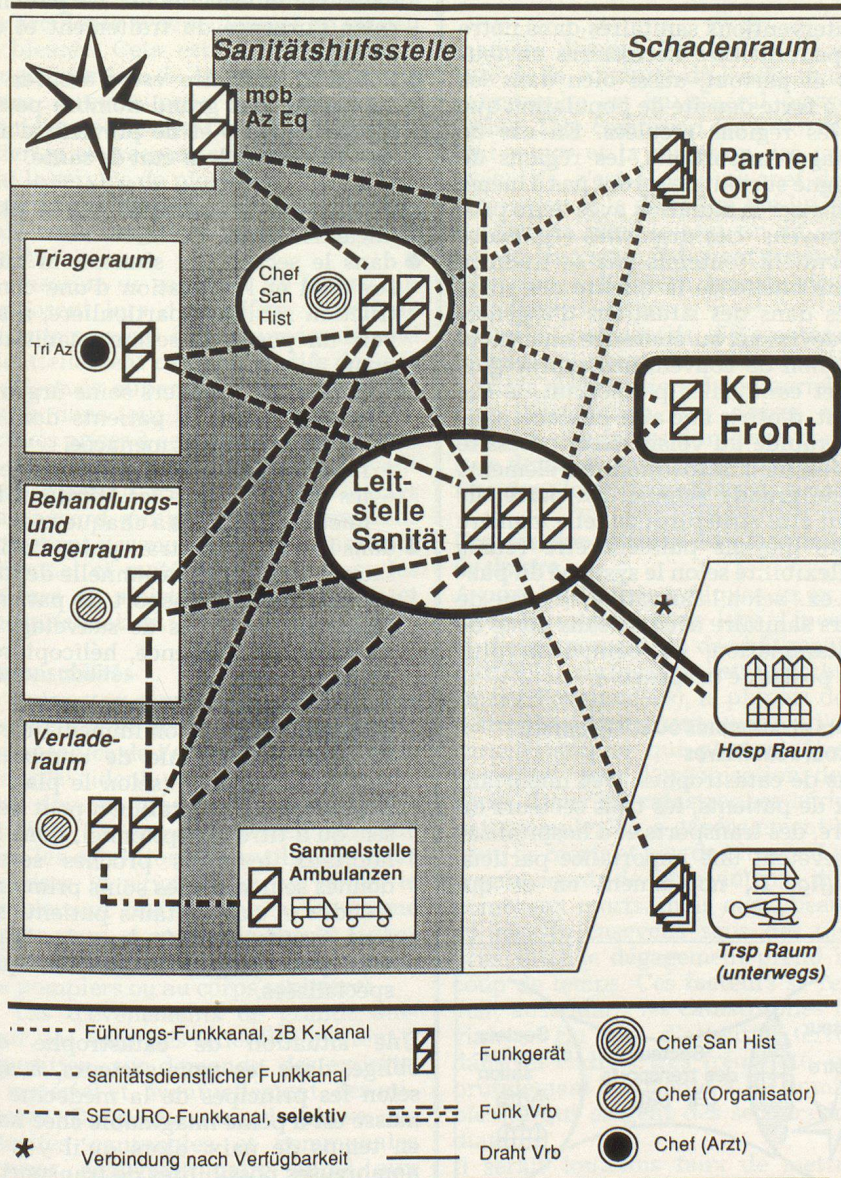 Sanitätshilfsstelle
Schadenraum
mob
Az Eq
Partner
Org
Triageraum
Chef
San
Hist
Tri Az
KP
Front
Leit-
stelle
Sanität
Behandlungs-
und
Lagerraum
*
Hosp Raum
Verlade-
raum
Sammelstelle
Ambulanzen
Trsp Raum
(unterwegs)
Führungs-Funkkanal, zB K-Kanal
sanitätsdienstlicher Funkkanal
SECURO-Funkkanal, selektiv
* Verbindung nach Verfügbarkeit
Funkgerät
Funk Vrb
Draht Vrb
Chef San Hist
Chef (Organisator)
Chef (Arzt)